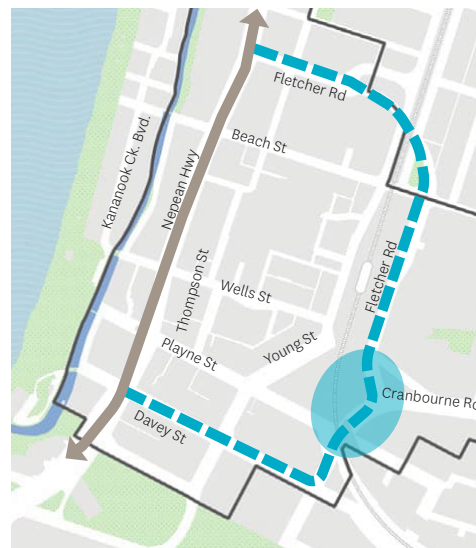 Fletcher Rd
Beach St
Kananook Ck. Bvd.
Nepean Hwy
Thompson St
Fletcher Rd
Wells St
Young St
Playne St
Cranbourne Rd
Davey St